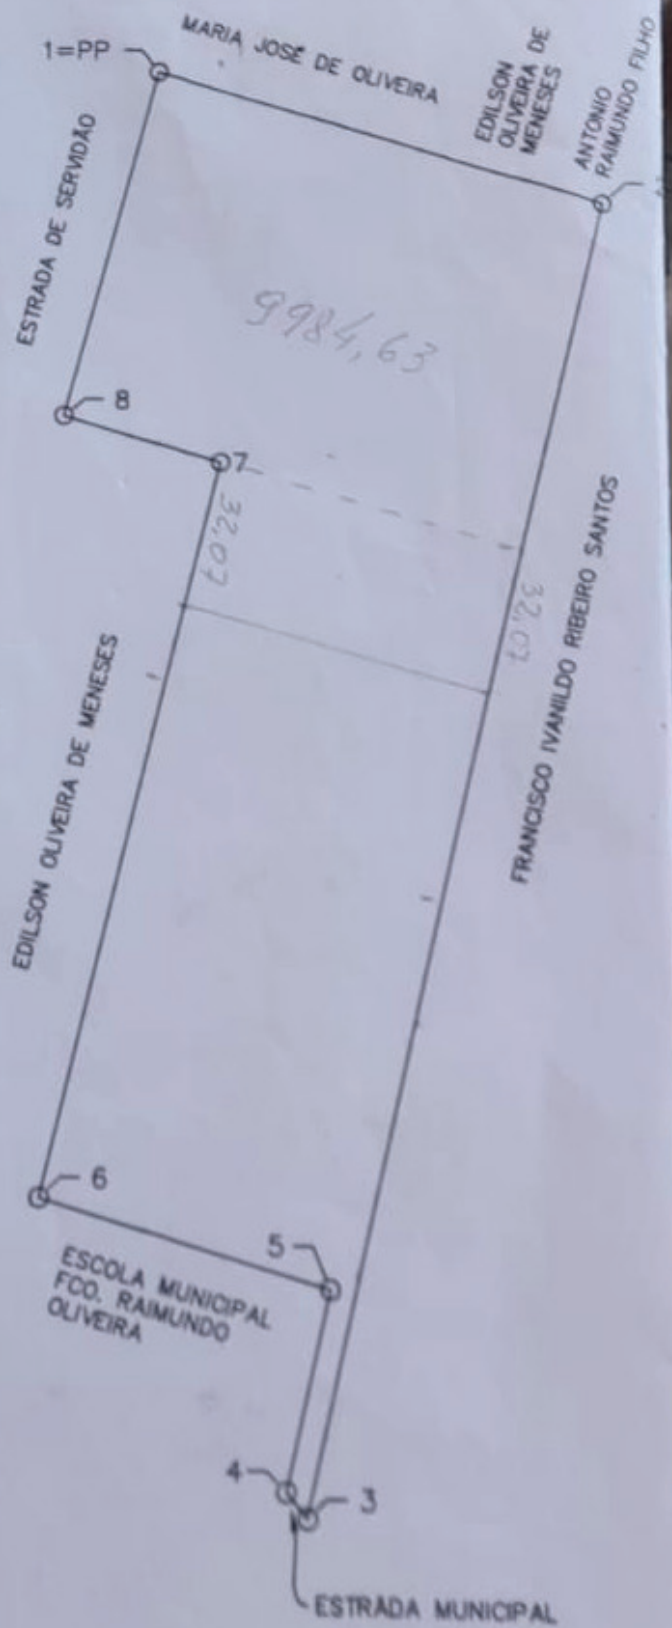 1=PP
MARIA JOSÉ DE OLIVEIRA
EDILSON
OLIVEIRA DE
MENESES
ANTONIO
RAIMUNDO FILHO
ESTRADA DE SERVIDÃO
9984,63
8
7
32,07
32,07
FRANCISCO IVANILDO RIBEIRO SANTOS
EDILSON OLIVEIRA DE MENESES
6
5
ESCOLA MUNICIPAL
FCO. RAIMUNDO
OLIVEIRA
4
3
ESTRADA MUNICIPAL